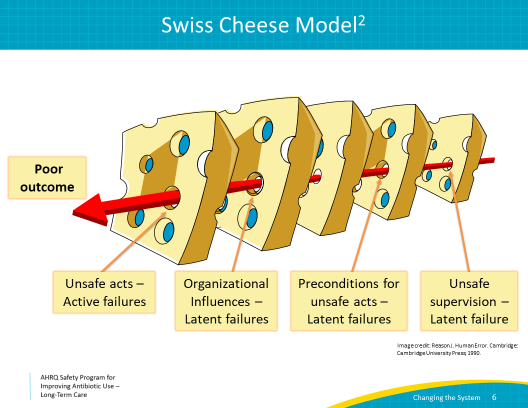 Swiss Cheese Model2
Poor
outcome
Unsafe acts –
Active failures
Organizational
Influences –
Latent failures
Preconditions for
unsafe acts –
Latent failures
Unsafe
supervision –
Latent failure
Image credit: Reason J. Human Error. Cambridge:
Cambridge University Press; 1990.
AHRQ Safety Program for
Improving Antibiotic Use –
Long-Term Care
Changing the System 6